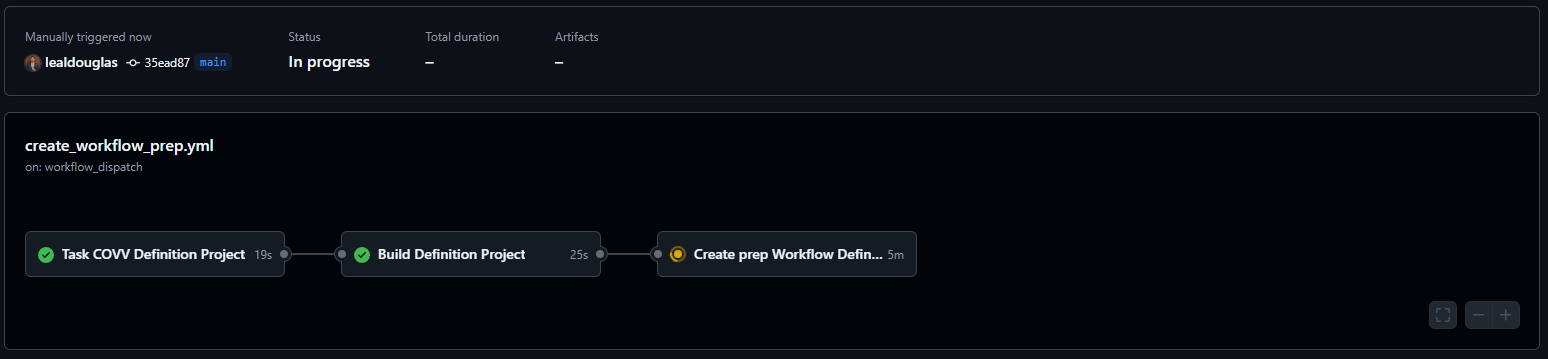 Manually triggered now
lealdouglas 35ead87 main
Status
In progress
Total duration
–
Artifacts
–
create_workflow_prep.yml
on: workflow_dispatch
Task COVV Definition Project 19s
Build Definition Project 25s
Create prep Workflow Defin... 5m